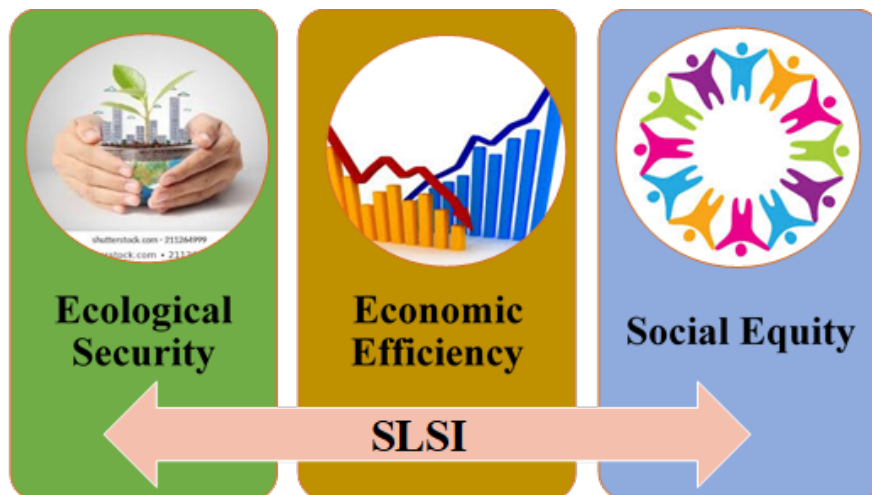 shutterstock.com • 211264999
Ecological
Security
Economic
Efficiency
Social Equity
SLSI